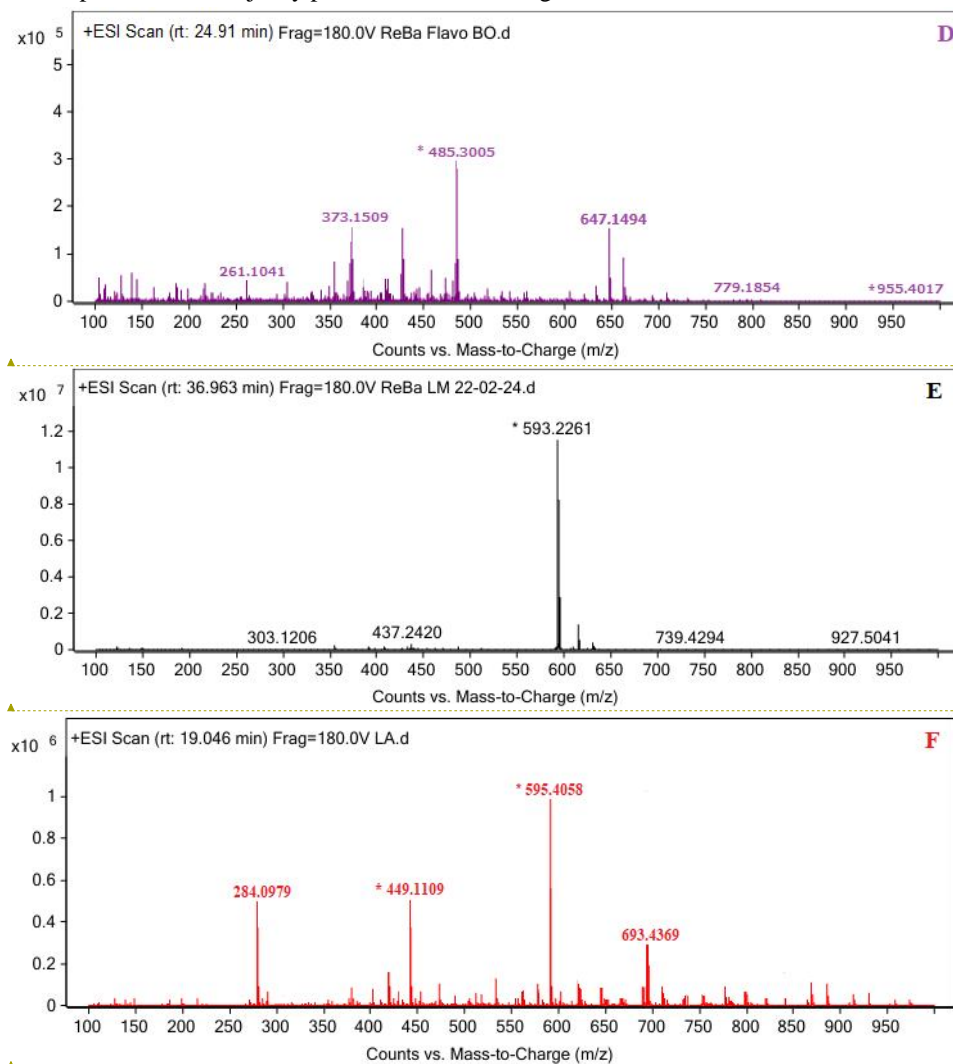 x10 5
+ESI Scan (rt: 24.91 min) Frag=180.0V ReBa Flavo BO.d
D
5
4
3
2
1
0
* 485.3005
373.1509
647.1494
261.1041
779.1854
*955.4017
100 150 200 250 300 350 400 450 500 550 600 650 700 750 800 850 900 950
Counts vs. Mass-to-Charge (m/z)
x10 7
+ESI Scan (rt: 36.963 min) Frag=180.0V ReBa LM 22-02-24.d
E
1.2
1
0.8
0.6
0.4
0.2
0
* 593.2261
303.1206
437.2420
739.4294
927.5041
100 150 200 250 300 350 400 450 500 550 600 650 700 750 800 850 900 950
Counts vs. Mass-to-Charge (m/z)
x10 6
+ESI Scan (rt: 19.046 min) Frag=180.0V LA.d
F
1
0.8
0.6
0.4
0.2
0
* 595.4058
284.0979
* 449.1109
693.4369
100 150 200 250 300 350 400 450 500 550 600 650 700 750 800 850 900 950
Counts vs. Mass-to-Charge (m/z)